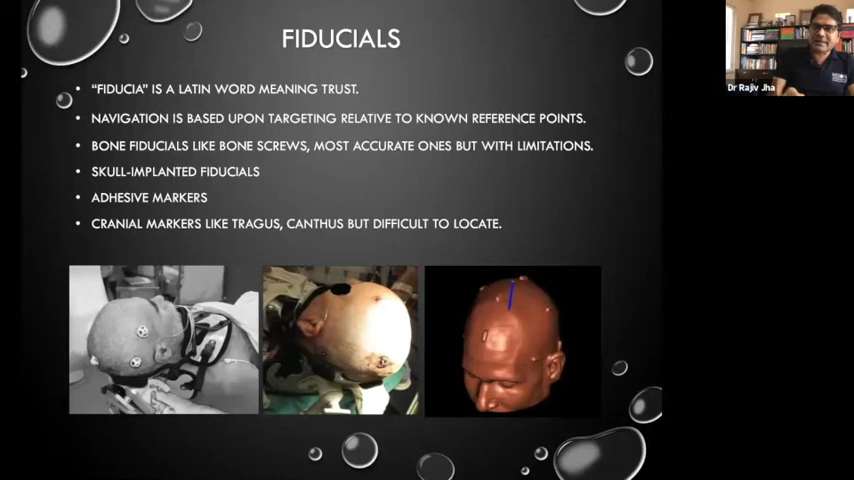 FIDUCIALS
• "FIDUCIA" IS A LATIN WORD MEANING TRUST.
• NAVIGATION IS BASED UPON TARGETING RELATIVE TO KNOWN REFERENCE POINTS.
• BONE FIDUCIALS LIKE BONE SCREWS, MOST ACCURATE ONES BUT WITH LIMITATIONS.
• SKULL-IMPLANTED FIDUCIALS
• ADHESIVE MARKERS
• CRANIAL MARKERS LIKE TRAGUS, CANTHUS BUT DIFFICULT TO LOCATE.
Dr Rajiv Jha